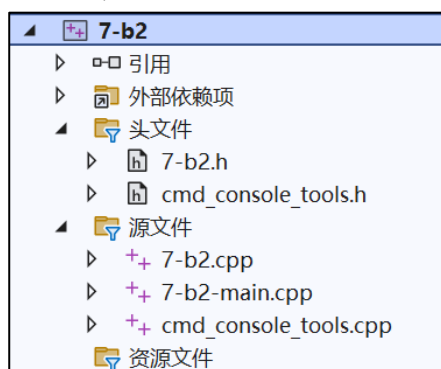 7-b2
引用
外部依赖项
头文件
7-b2.h
cmd_console_tools.h
源文件
7-b2.cpp
7-b2-main.cpp
cmd_console_tools.cpp
资源文件